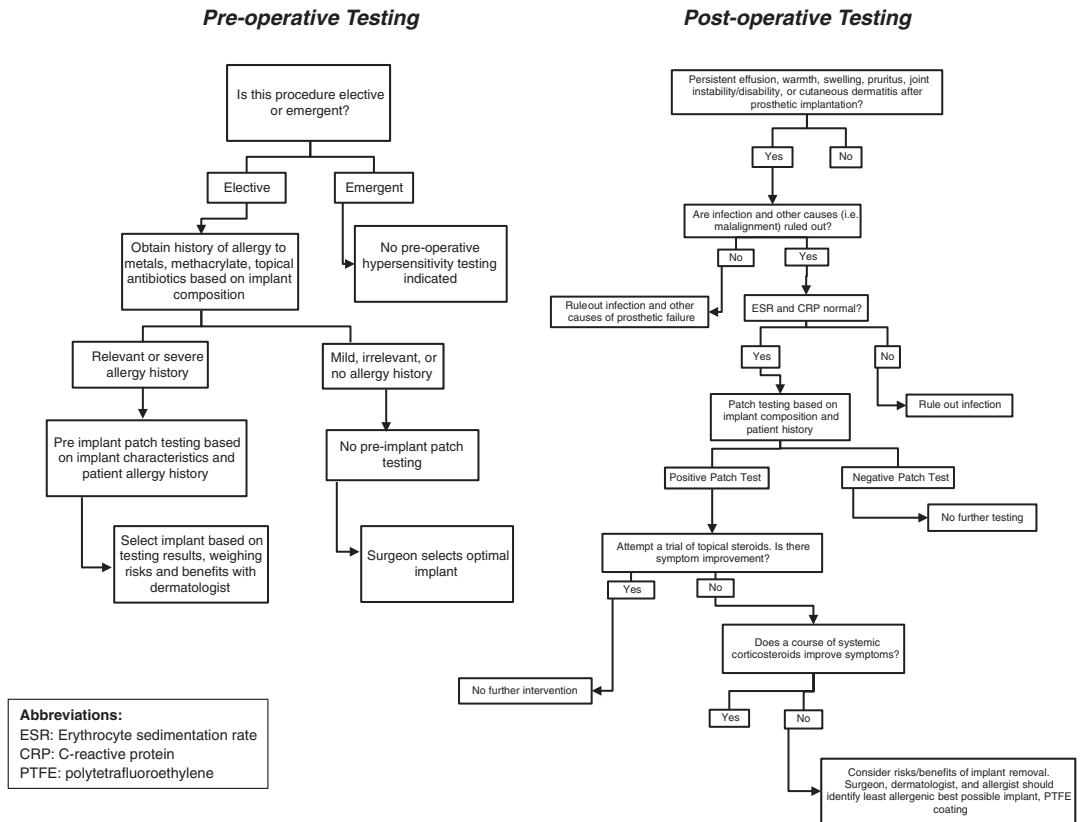 Pre-operative Testing
Is this procedure elective
or emergent?
Elective
Emergent
Obtain history of allergy to
metals, methacrylate, topical
antibiotics based on implant
composition
No pre-operative
hypersensitivity testing
indicated
Relevant or severe
allergy history
Mild, irrelevant, or
no allergy history
Pre implant patch testing based
on implant characteristics and
patient allergy history
No pre-implant patch
testing
Select implant based on
testing results, weighing
risks and benefits with
dermatologist
Surgeon selects optimal
implant
Abbreviations:
ESR: Erythrocyte sedimentation rate
CRP: C-reactive protein
PTFE: polytetrafluoroethylene
Post-operative Testing
Persistent effusion, warmth, swelling, pruritus, joint
instability/disability, or cutaneous dermatitis after
prosthetic implantation?
Yes
No
Are infection and other causes (i.e.
malalignment) ruled out?
No
Yes
Ruleout infection and other
causes of prosthetic failure
ESR and CRP normal?
Yes
No
Patch testing based on
implant composition and
patient history
Rule out infection
Positive Patch Test
Negative Patch Test
No further testing
Attempt a trial of topical steroids. Is there
symptom improvement?
Yes
No
Does a course of systemic
corticosteroids improve symptoms?
No further intervention
Yes
No
Consider risks/benefits of implant removal.
Surgeon, dermatologist, and allergist should
identify least allergenic best possible implant, PTFE
coating